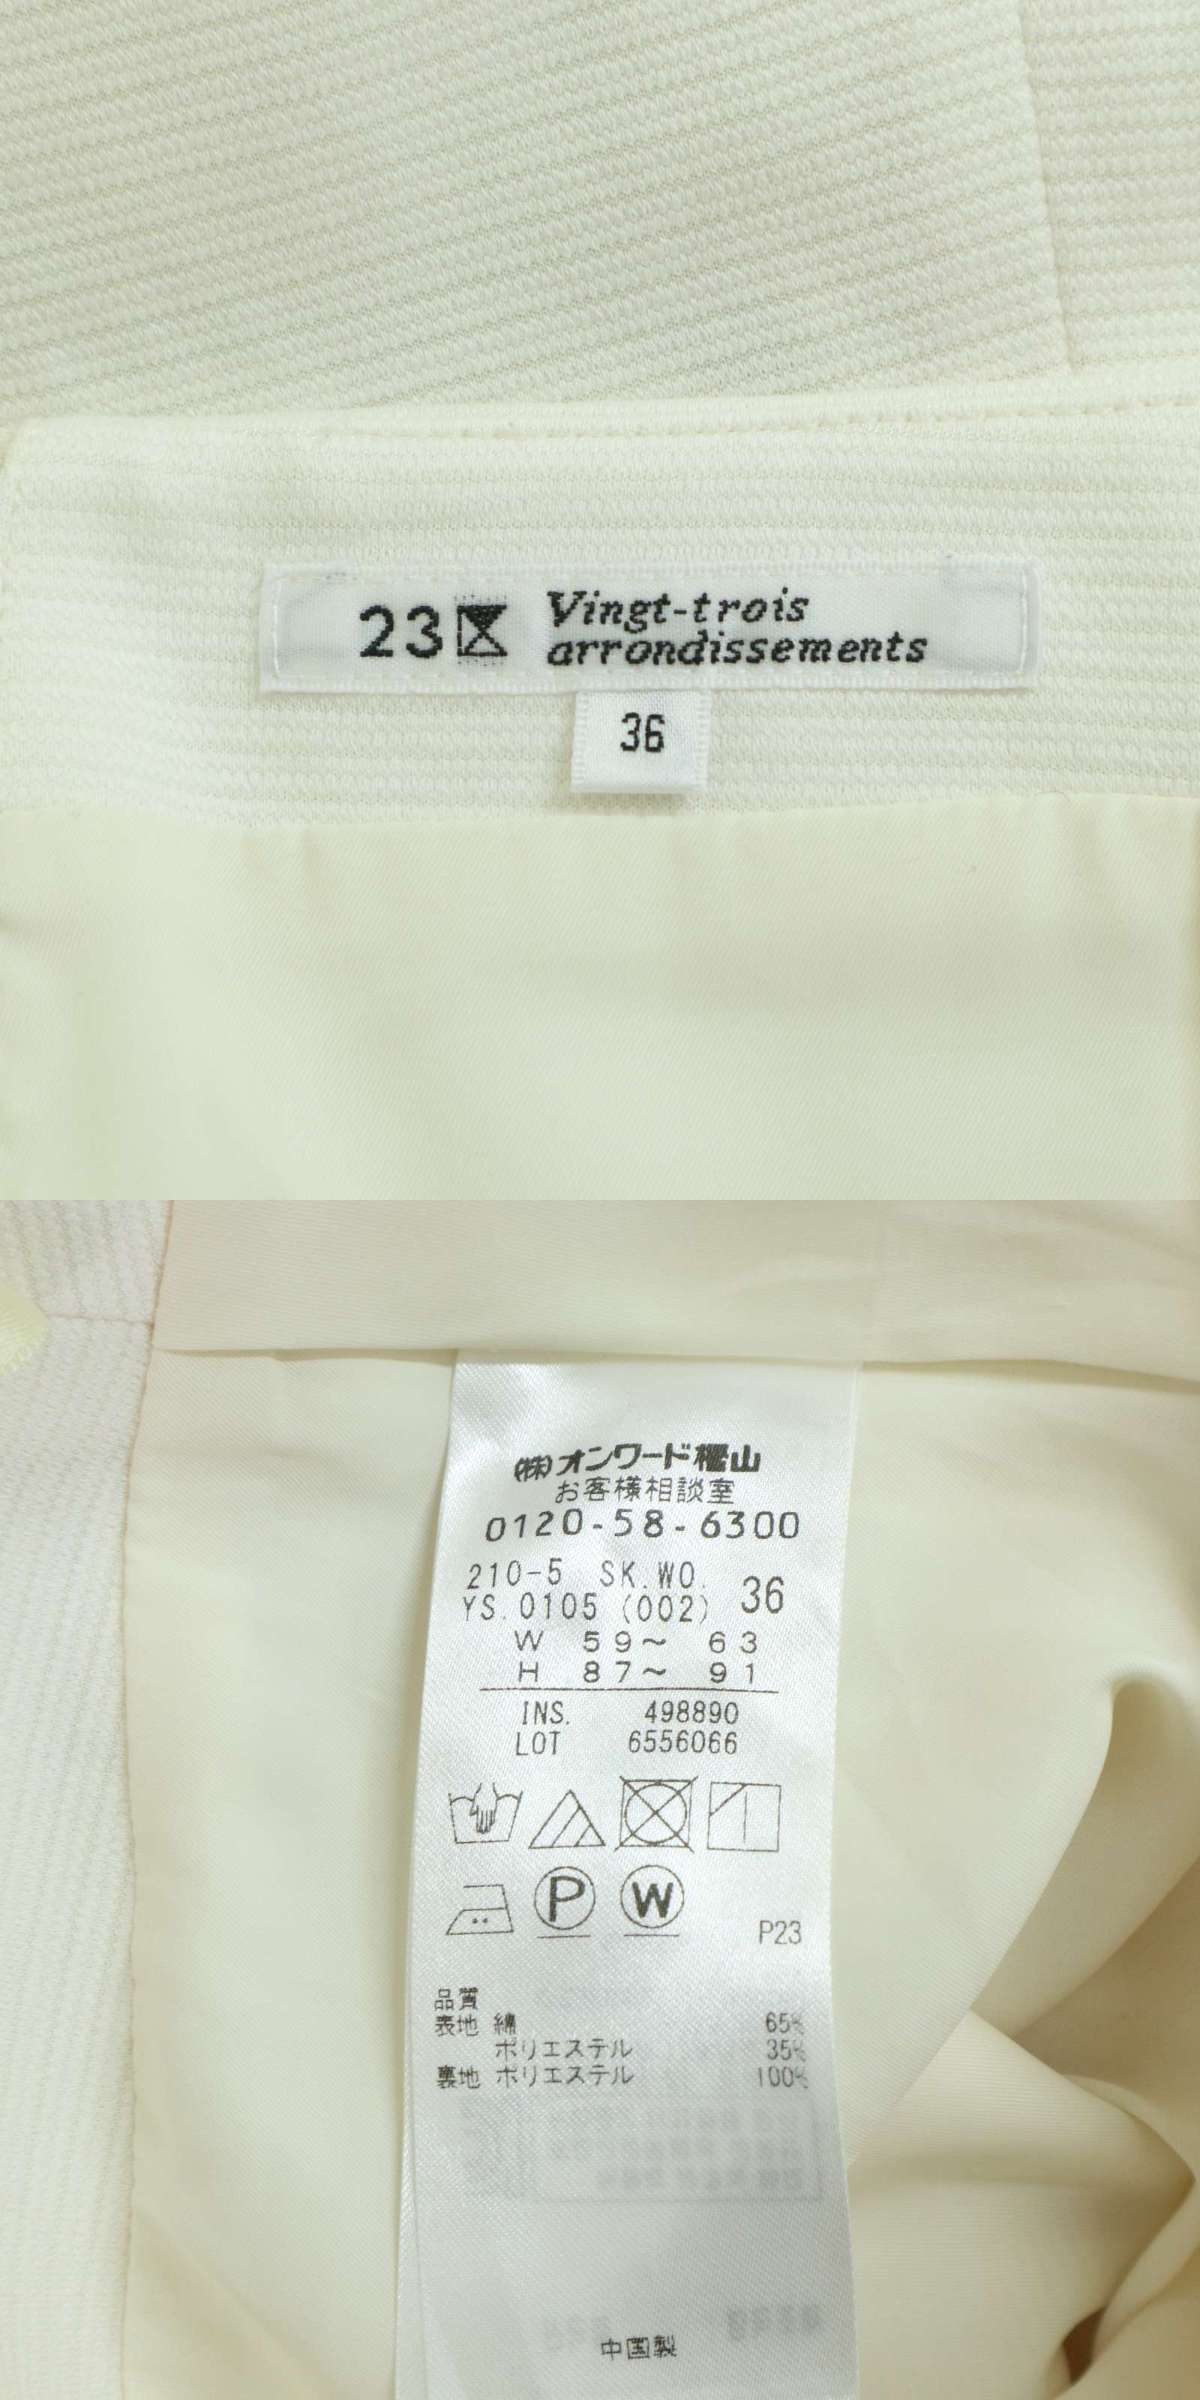 23区 Vingt-trois
arrondissements
36
(株)オンワード樫山
お客様相談室
0120-58-6300
210-5 SK.WO.
YS.0105 (002) 36
W 59～ 63
H 87～ 91
INS. 498890
LOT 6556066
P
W
P23
品質
表地 綿 65%
ポリエステル 35%
裏地 ポリエステル 100%
中国製